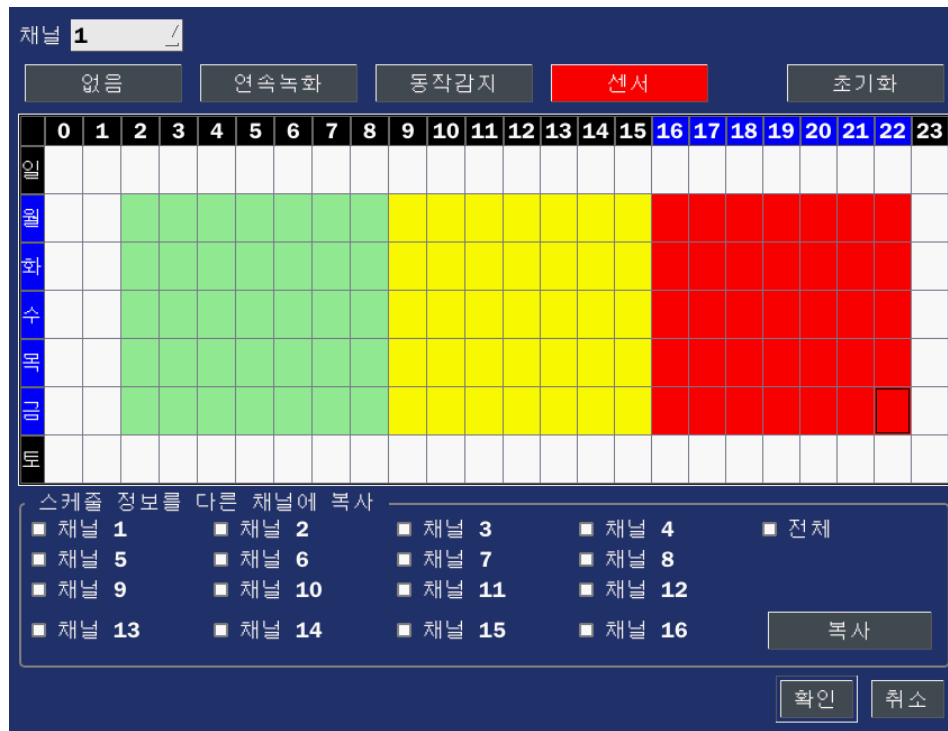 채널 1
없음 연속녹화 동작감지 센서 초기화
0 1 2 3 4 5 6 7 8 9 10 11 12 13 14 15 16 17 18 19 20 21 22 23
일
월
화
수
목
금
토
스케줄 정보를 다른 채널에 복사
채널 1 채널 2 채널 3 채널 4 전체
채널 5 채널 6 채널 7 채널 8
채널 9 채널 10 채널 11 채널 12
채널 13 채널 14 채널 15 채널 16 복사
확인 취소